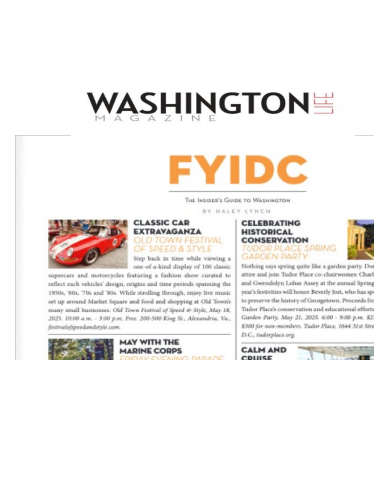 WASHINGTON LIFE
MAGAZINE
FYIDC
THE INSIDER'S GUIDE TO WASHINGTON
BY HALEY LYNCH
CLASSIC CAR
EXTRAVAGANZA
OLD TOWN FESTIVAL
OF SPEED & STYLE
Step back in time while viewing a
one-of-a-kind display of 100 classic
supercars and motorcycles featuring a fashion show curated to
reflect each vehicles' design, origins and time periods spanning the
1950s, '60s, '70s and '80s. While strolling through, enjoy live music
set up around Market Square and food and shopping at Old Town's
many small businesses. Old Town Festival of Speed & Style, May 18,
2025. 10:00 a.m. - 3:00 p.m. Free. 200-500 King St., Alexandria, Va.,
festivalofspeedandstyle.com.
MAY WITH THE
MARINE CORPS
FRIDAY EVENING PARADE
CELEBRATING
HISTORICAL
CONSERVATION
TUDOR PLACE SPRING
GARDEN PARTY
Nothing says spring quite like a garden party. Don
attire and join Tudor Place co-chairwomen Charl
and Gwendolyn Lohse Assey at the annual Spring
year's festivities will honor Beverly Jost, who has sp
to preserve the history of Georgetown. Proceeds fro
Tudor Place's conservation and educational efforts
Garden Party. May 21, 2025. 6:00 - 9:00 p.m. $2
$300 for non-members. Tudor Place, 1644 31st Stre
D.C., tudorplace.org.
CALM AND
CRUISE